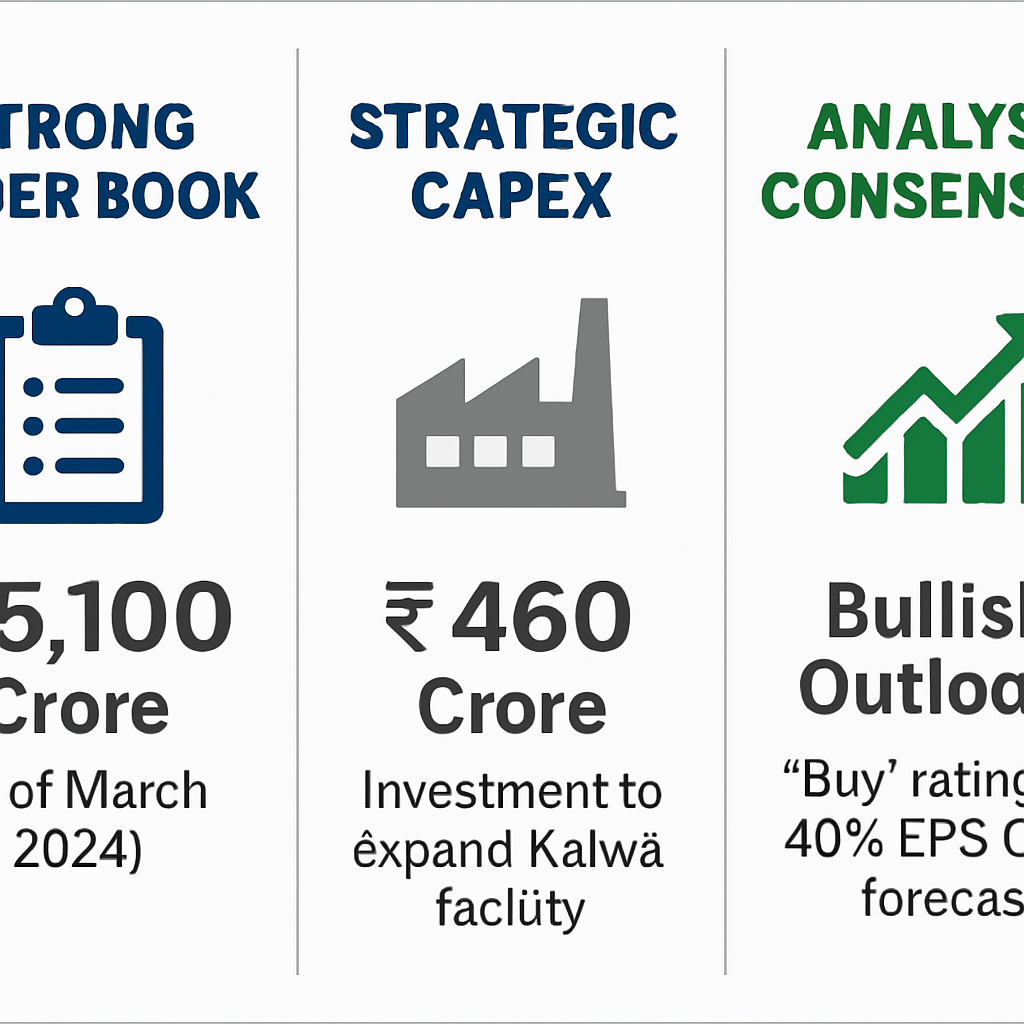 TRONG
DER BOOK
5,100
Crore
of March
2024)
STRATEGIC
CAPEX
₹ 460
Crore
Investment to
êxpand Kalwä
faclüty
ANALYS
CONSENS
Bullish
Outloo
“Buy’ rating
40% EPS C
forecas